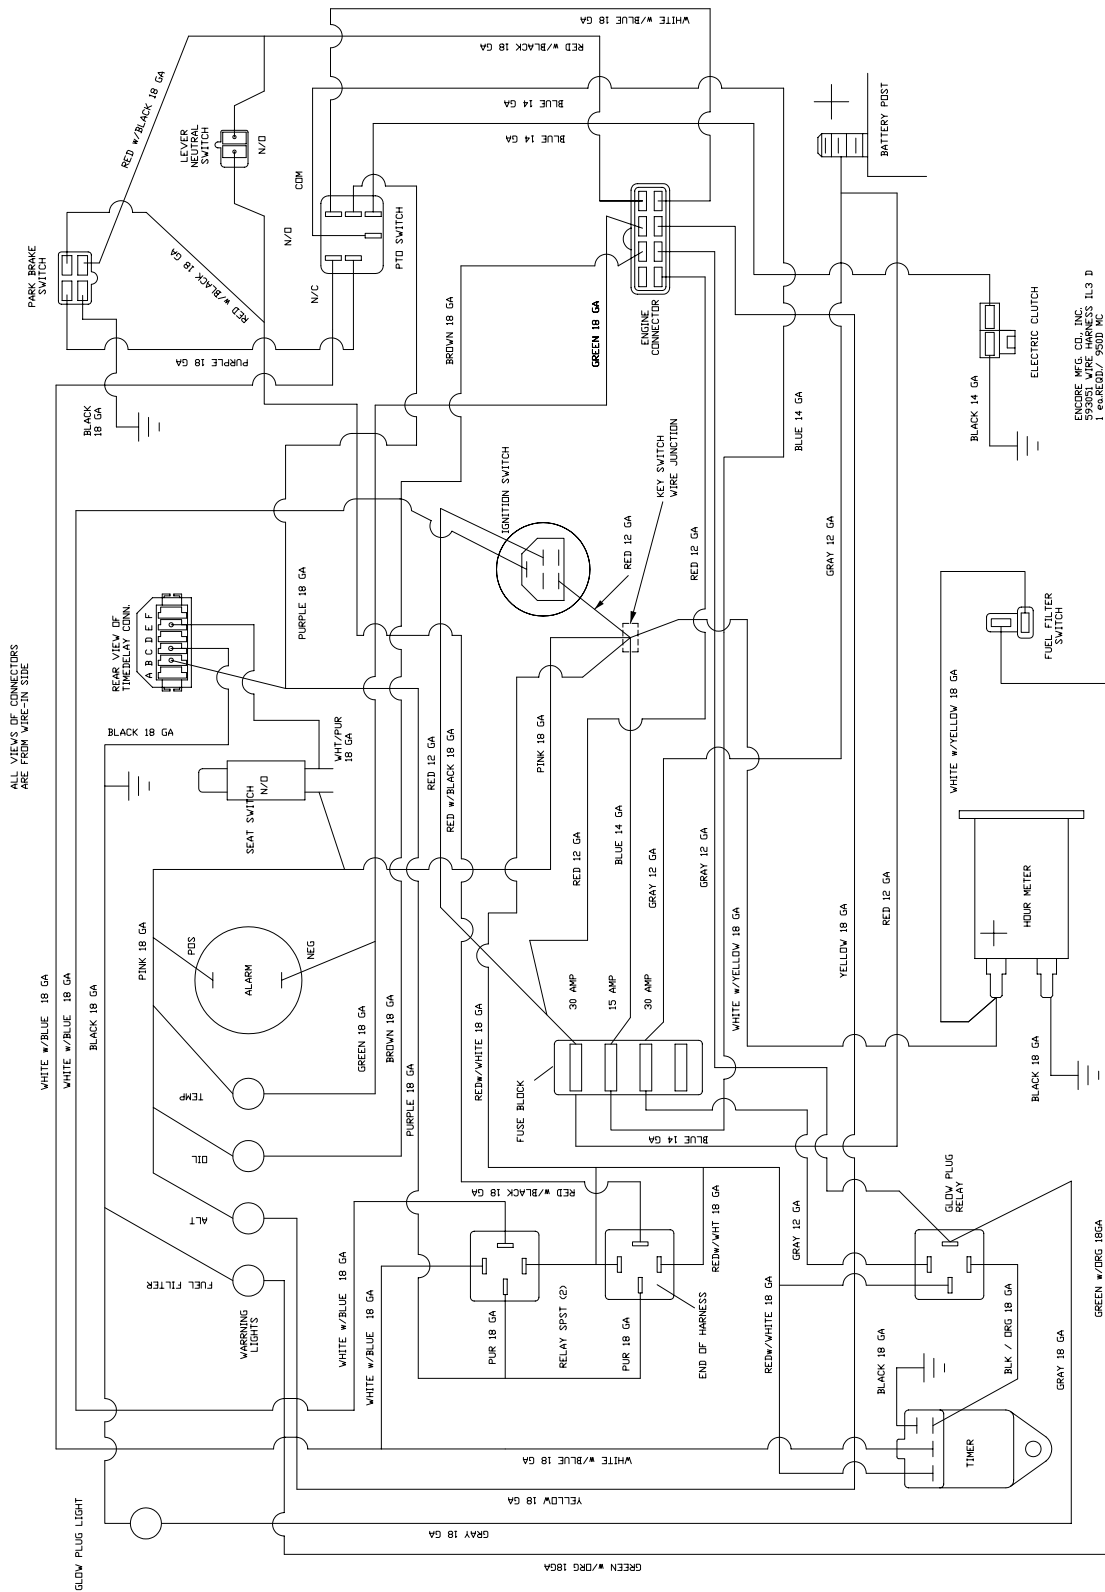 WHITE w/BLUE 18 GA
RED w/BLACK 18 GA
RED w/BLACK 18 GA
BLUE 14 GA
BLUE 14 GA
LEVER
NEUTRAL
SWITCH
N/O
PARK BRAKE
SWITCH
RED w/BLACK 18 GA
COM
N/O
N/C
PTO SWITCH
BATTERY POST
PURPLE 18 GA
BLACK
18 GA
BROWN 18 GA
GREEN 18 GA
ENGINE
CONNECTOR
ELECTRIC CLUTCH
BLACK 14 GA
ENCORE MFG. CO., INC.
593051 WIRE HARNESS IL3 D
1 ea.REQD./ 950D MC
BLUE 14 GA
IGNITION SWITCH
KEY SWITCH
WIRE JUNCTION
RED 12 GA
RED 12 GA
GRAY 12 GA
FUEL FILTER
SWITCH
ALL VIEWS OF CONNECTORS
ARE FROM WIRE-IN SIDE
REAR VIEW OF
TIMEDELAY CONN.
A B C D E F
PURPLE 18 GA
BLACK 18 GA
WHT/PUR
18 GA
SEAT SWITCH
N/O
RED 12 GA
RED w/BLACK 18 GA
PINK 18 GA
WHITE w/YELLOW 18 GA
RED 12 GA
BLUE 14 GA
GRAY 12 GA
GRAY 12 GA
WHITE w/YELLOW 18 GA
YELLOW 18 GA
RED 12 GA
HOUR METER
BLACK 18 GA
PINK 18 GA
POS
ALARM
NEG
WHITE w/BLUE 18 GA
WHITE w/BLUE 18 GA
BLACK 18 GA
GREEN 18 GA
BROWN 18 GA
PURPLE 18 GA
REDw/WHITE 18 GA
30 AMP
15 AMP
30 AMP
FUSE BLOCK
BLUE 14 GA
TEMP
OIL
ALT
FUEL FILTER
WARRNING
LIGHTS
RED w/BLACK 18 GA
WHITE w/BLUE 18 GA
WHITE w/BLUE 18 GA
PUR 18 GA
RELAY SPST (2)
PUR 18 GA
REDw/WHT 18 GA
END OF HARNESS
REDw/WHITE 18 GA
GRAY 12 GA
GLOW PLUG
RELAY
BLACK 18 GA
BLK / ORG 18 GA
GRAY 18 GA
GREEN w/ORG 18GA
TIMER
WHITE w/BLUE 18 GA
YELLOW 18 GA
GLOW PLUG LIGHT
GRAY 18 GA
GREEN w/ORG 18GA